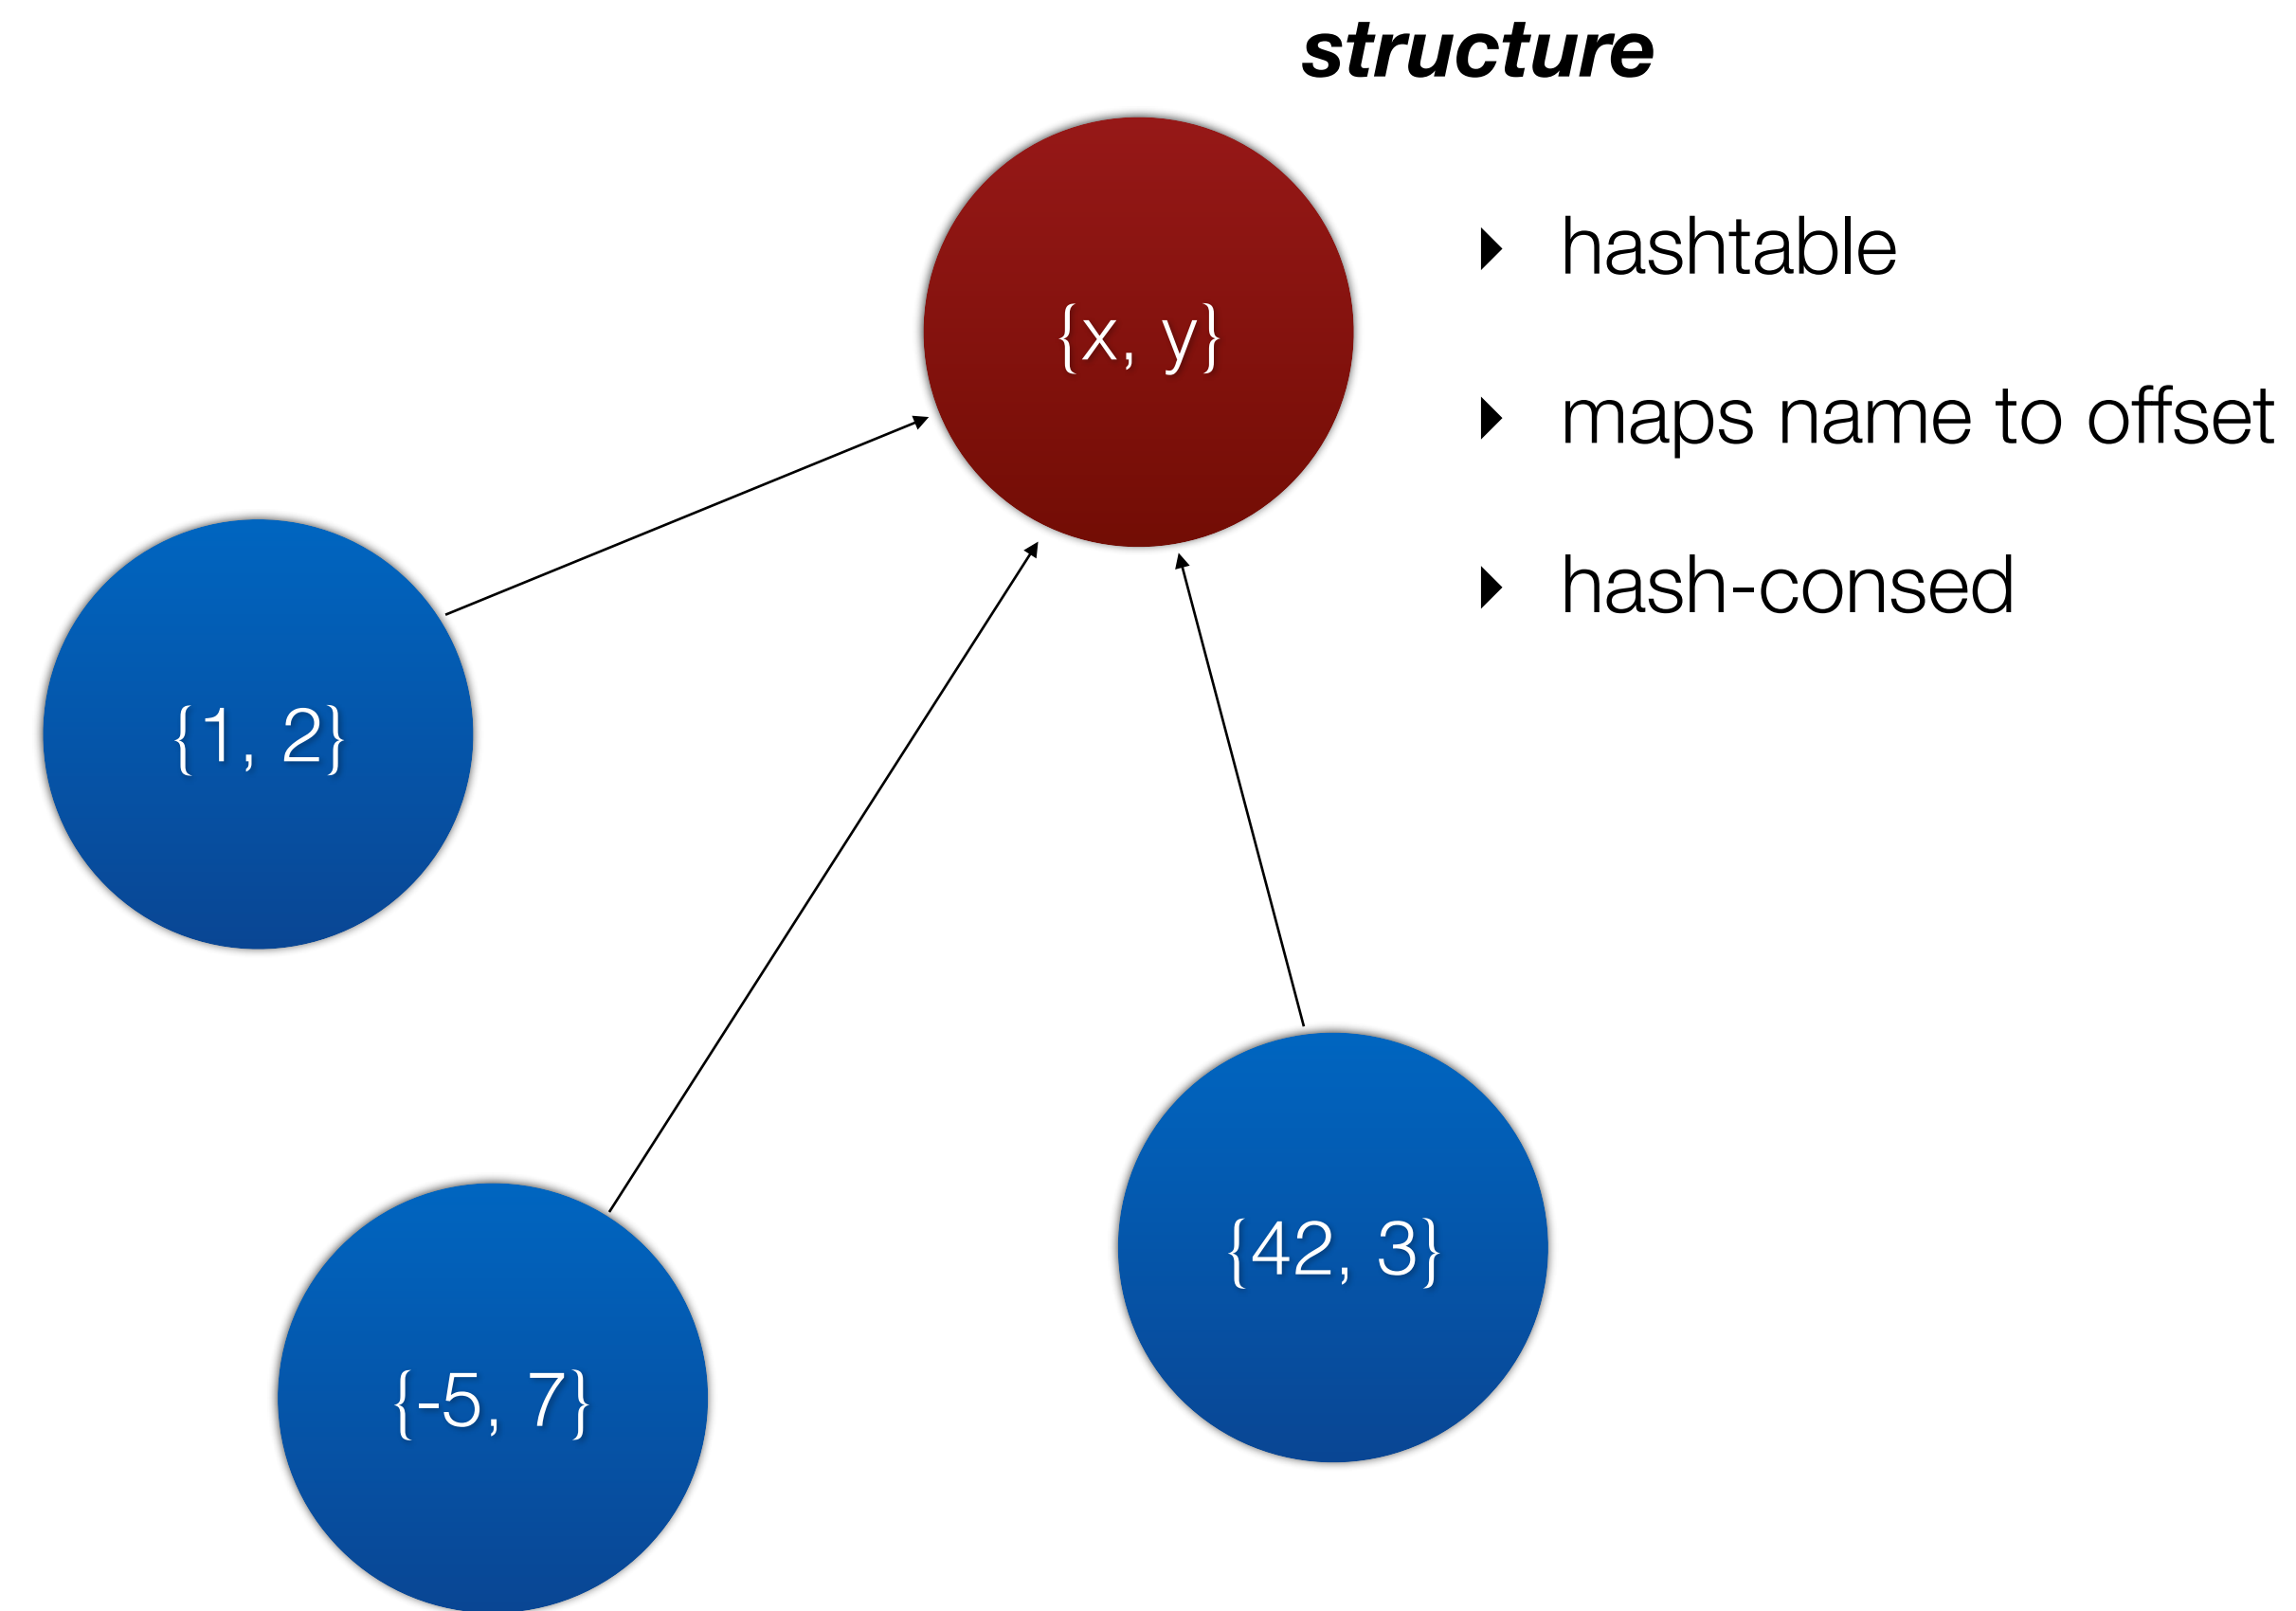 structure
{x, y}
hashtable
maps name to offset
hash-consed
{1, 2}
{42, 3}
{-5, 7}